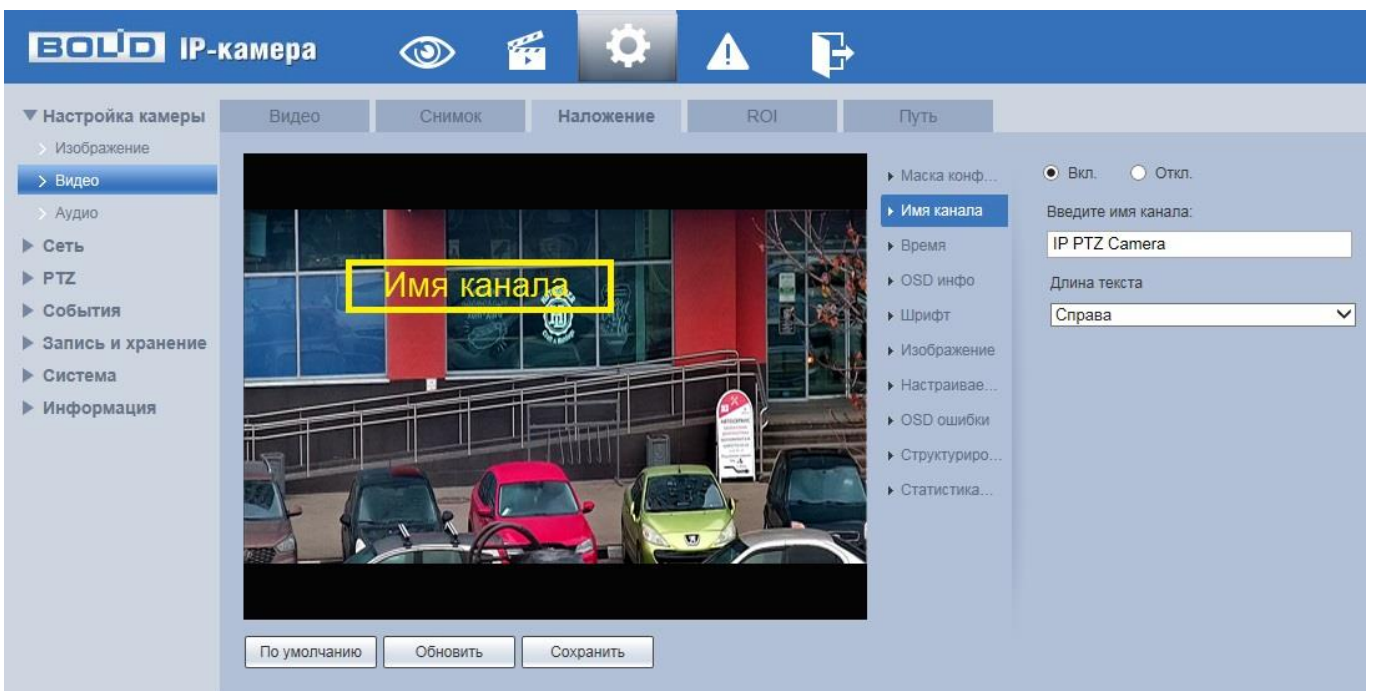 BOLID IP-камера
Настройка камеры
Изображение
Видео
Аудио
Сеть
PTZ
События
Запись и хранение
Система
Информация
Видео Снимок Наложение ROI Путь
Имя канала
По умолчанию Обновить Сохранить
Маска конф...
Имя канала
Время
OSD инфо
Шрифт
Изображение
Настраивае...
OSD ошибки
Структуриро...
Статистика...
Вкл. Откл.
Введите имя канала:
IP PTZ Camera
Длина текста
Справа